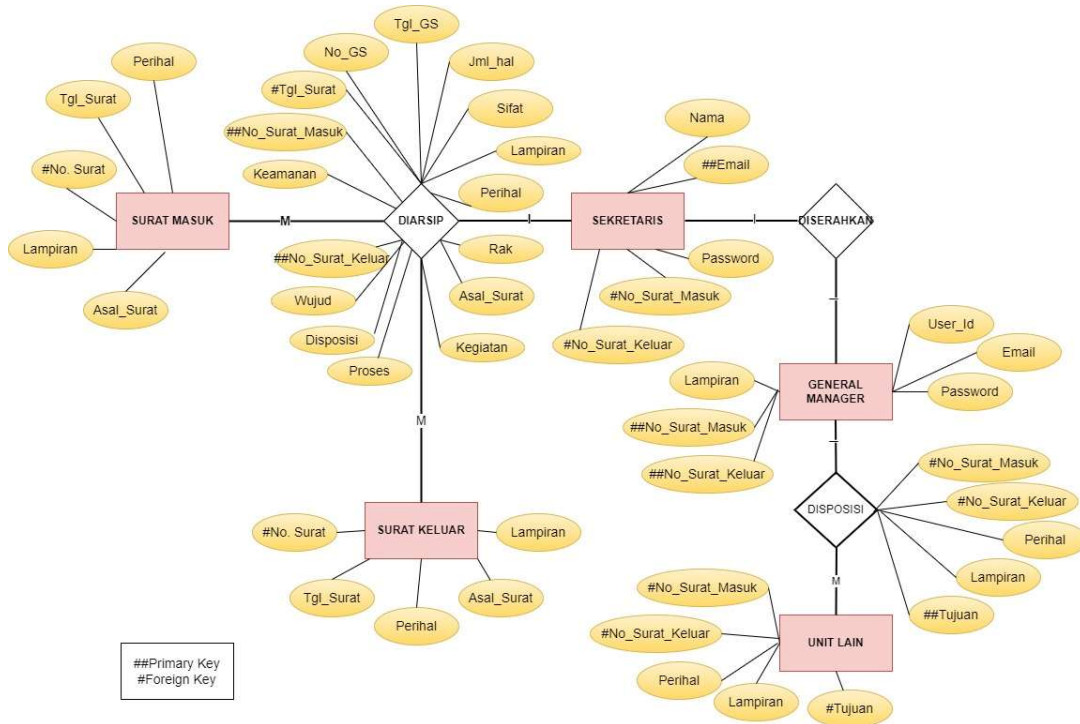 Tgl_GS
No_GS
Perihal
Jml_hal
#Tgl_Surat
Tgl_Surat
Sifat
Nama
##No_Surat_Masuk
Lampiran
##Email
#No. Surat
Keamanan
Perihal
SURAT MASUK
M
DIARSIP
I
SEKRETARIS
I
DISERAHKAN
Lampiran
Rak
##No_Surat_Keluar
Password
Wujud
Asal_Surat
#No_Surat_Masuk
Asal_Surat
I
Disposisi
Kegiatan
#No_Surat_Keluar
User_Id
Proses
Email
Lampiran
GENERAL
MANAGER
Password
M
##No_Surat_Masuk
I
##No_Surat_Keluar
#No_Surat_Masuk
#No_Surat_Keluar
DISPOSISI
#No. Surat
SURAT KELUAR
Lampiran
Perihal
Lampiran
M
#No_Surat_Masuk
Tgl_Surat
Asal_Surat
##Tujuan
Perihal
#No_Surat_Keluar
UNIT LAIN
Perihal
Lampiran
#Tujuan
##Primary Key
#Foreign Key